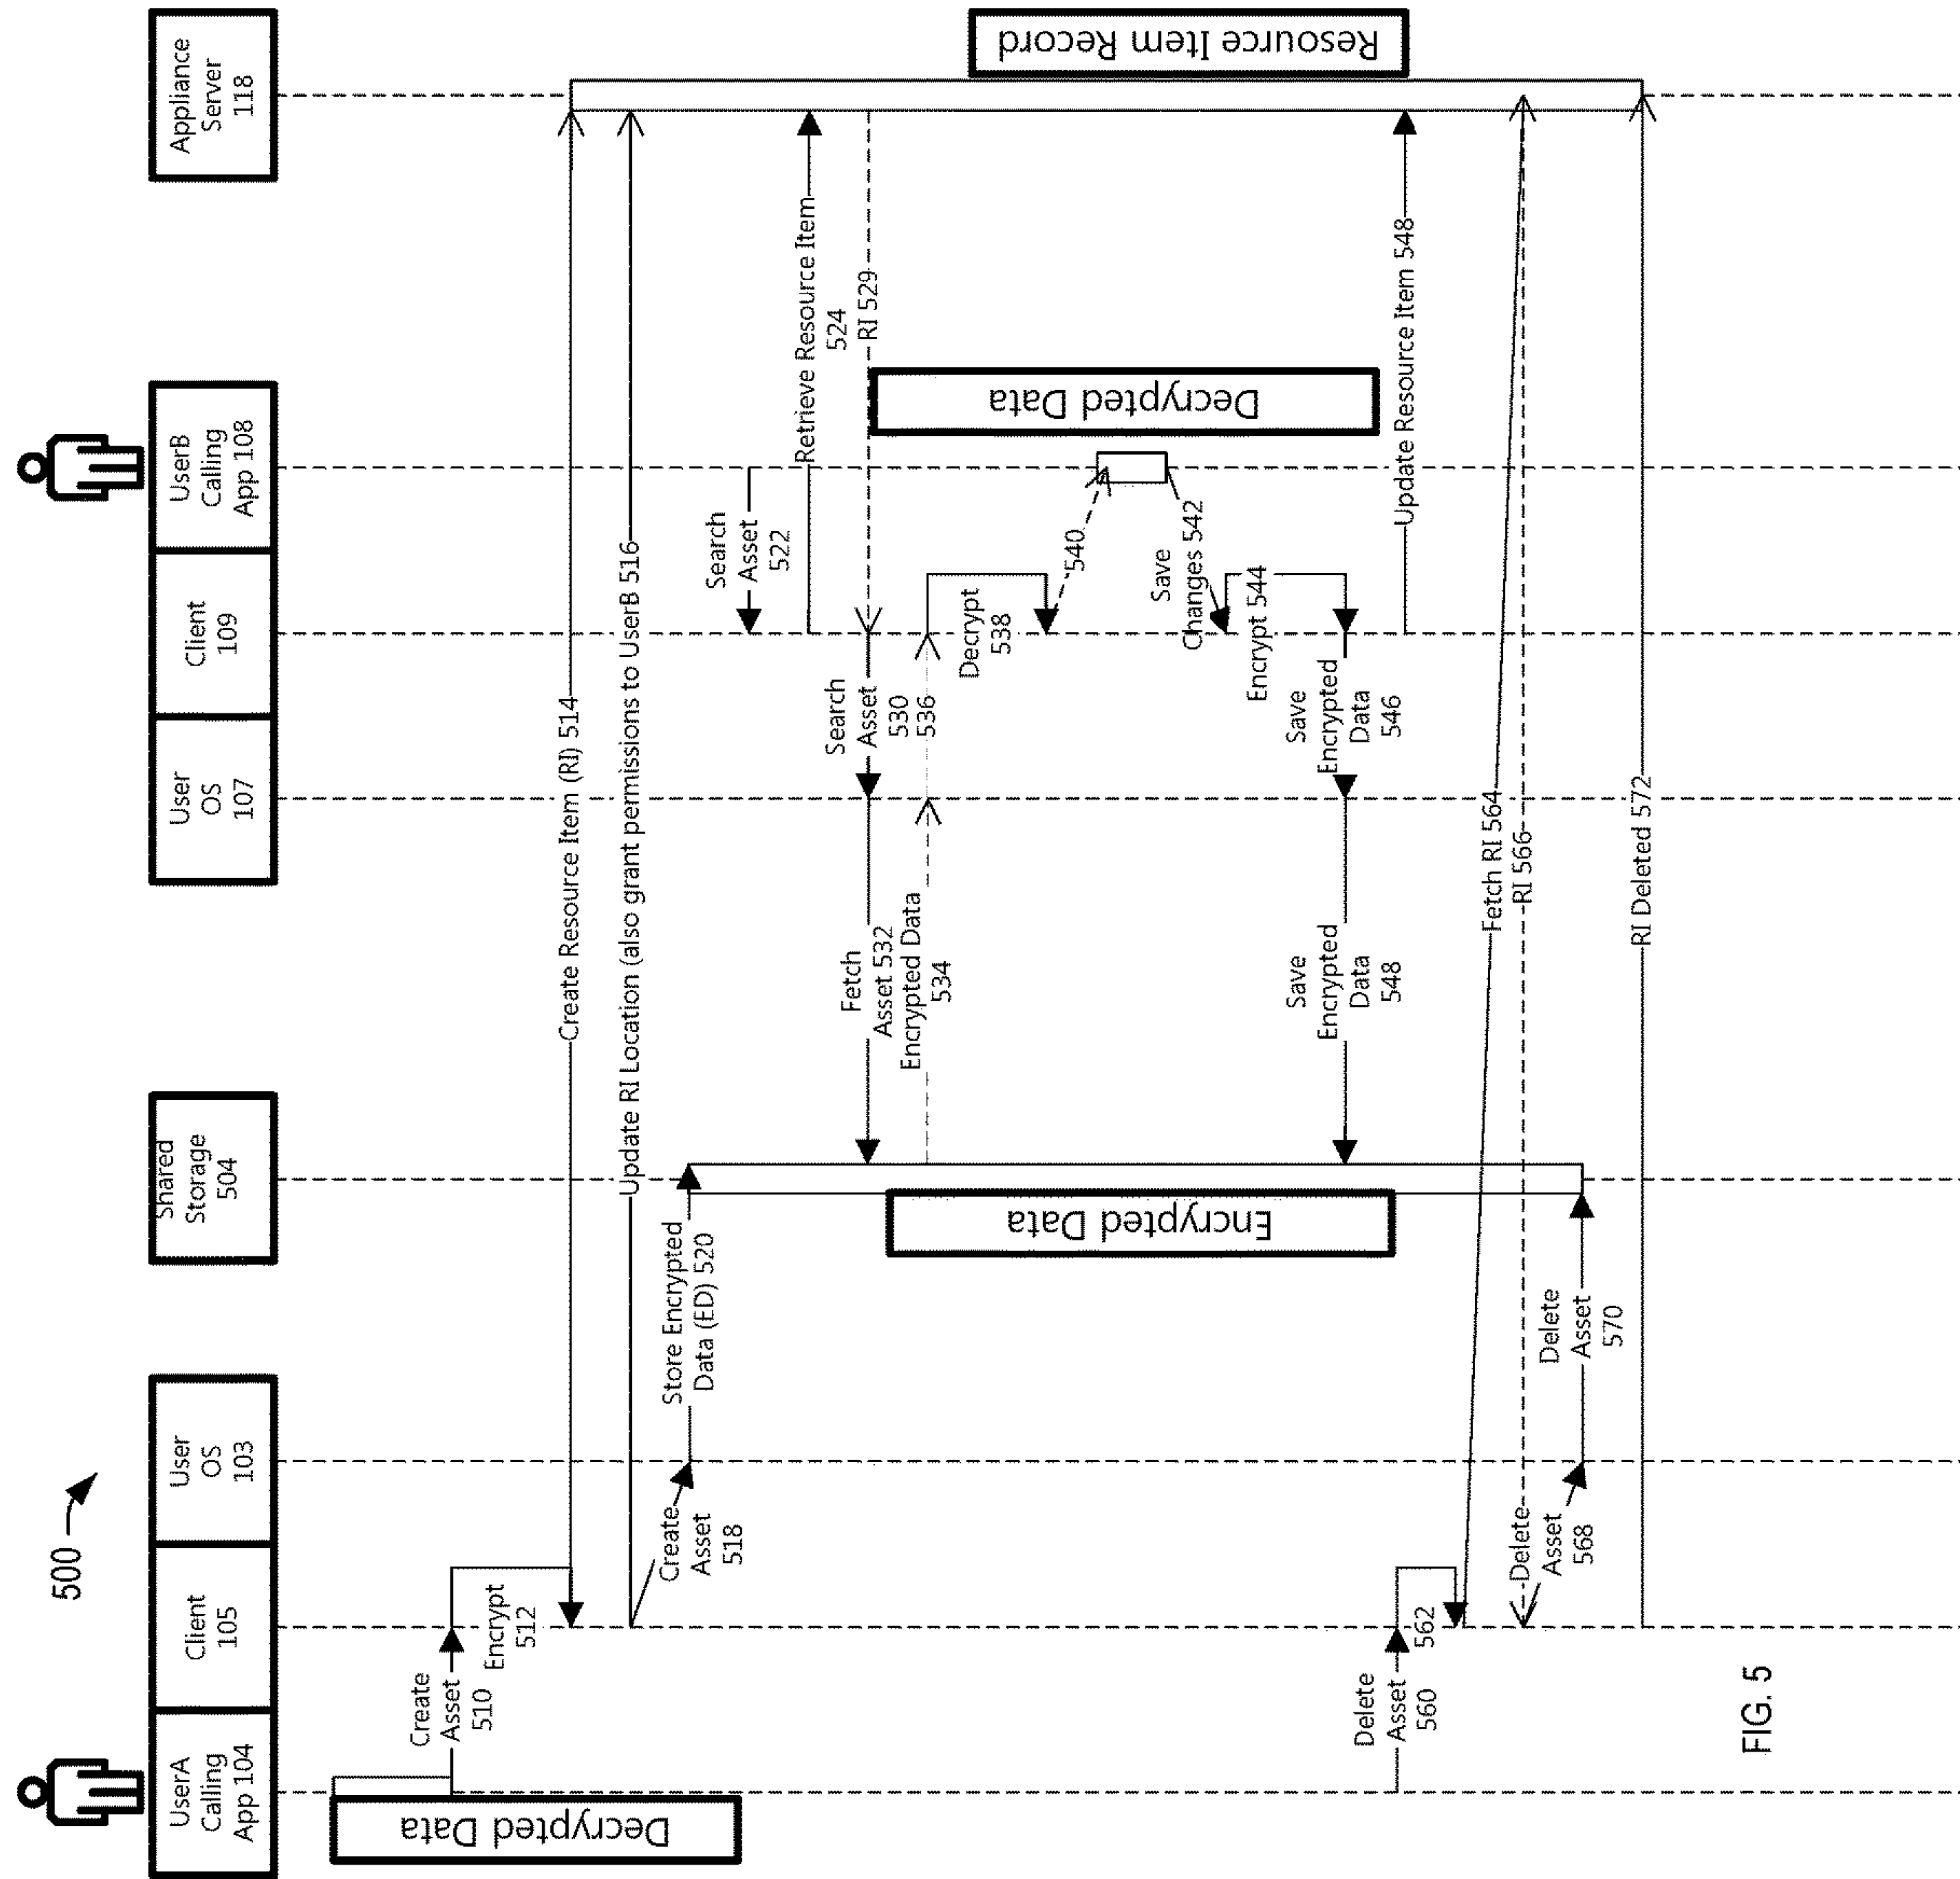 500
UserA
Calling
App 104
Client
105
User
OS
103
Shared
Storage
504
User
OS
107
Client
109
UserB
Calling
App 108
Appliance
Server
118
Decrypted Data
Create
Asset
510
Encrypt
512
Create Resource Item (RI) 514
Update RI Location (also grant permissions to UserB 516
Create
Asset
518
Store Encrypted
Data (ED) 520
Search
Asset
522
Retrieve Resource Item
524
RI 529
Search
Asset
530
Fetch
Asset 532
Encrypted Data
534
536
Decrypt
538
540
Decrypted Data
Encrypted Data
Resource Item Record
Save
Changes 542
Encrypt 544
Save
Encrypted
Data
546
Save
Encrypted
Data
548
Update Resource Item 548
Delete
Asset
560
562
Fetch RI 564
RI 566
Delete
Asset
568
Delete
Asset
570
RI Deleted 572
FIG. 5